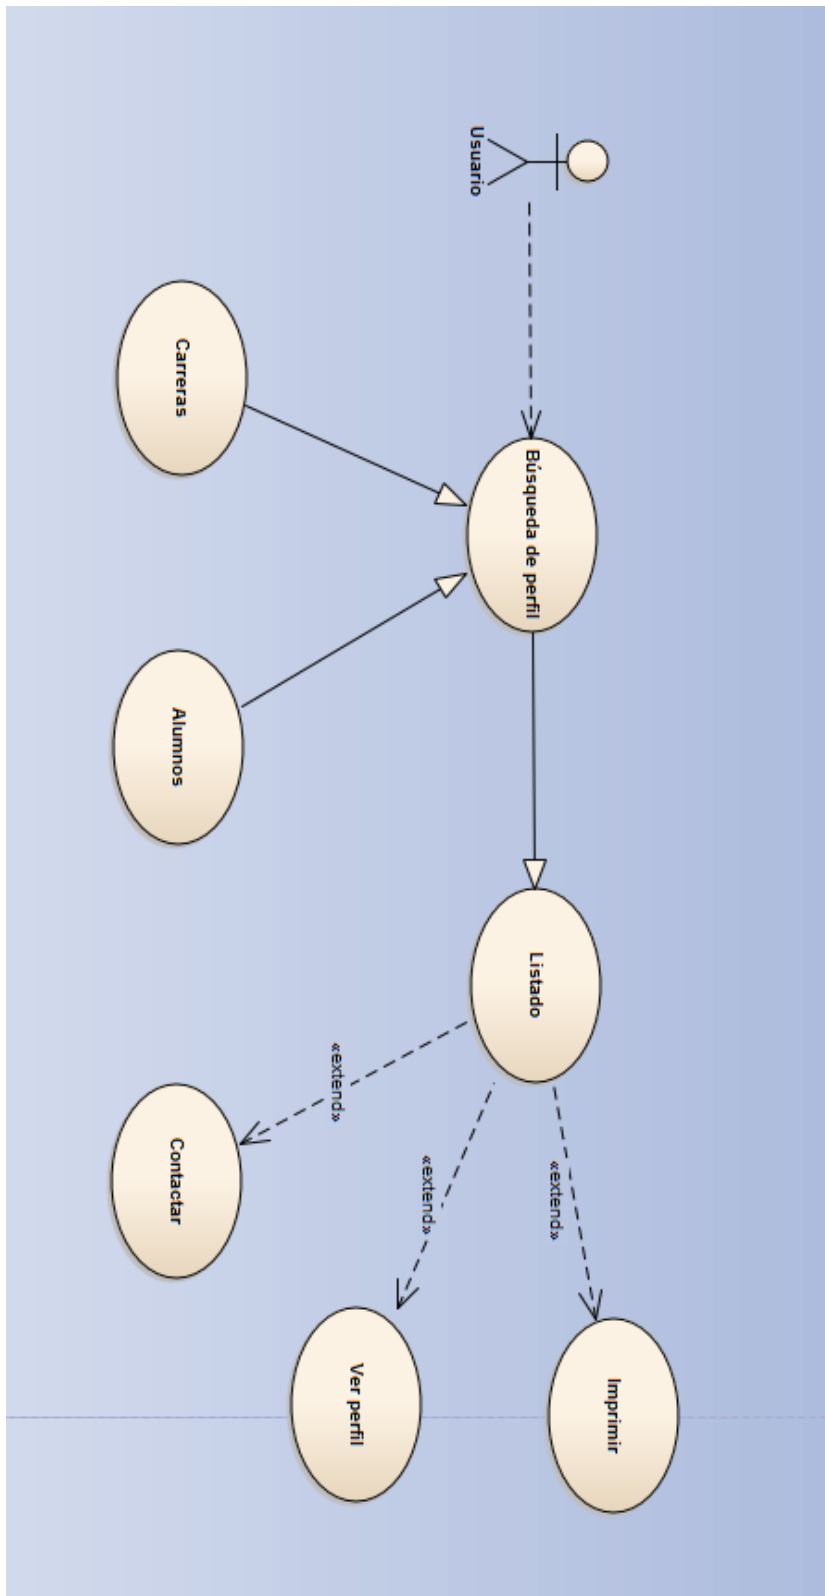 Usuario
Búsqueda de perfil
Listado
«extend»
Imprimir
«extend»
Ver perfil
«extend»
Carreras
Alumnos
Contactar